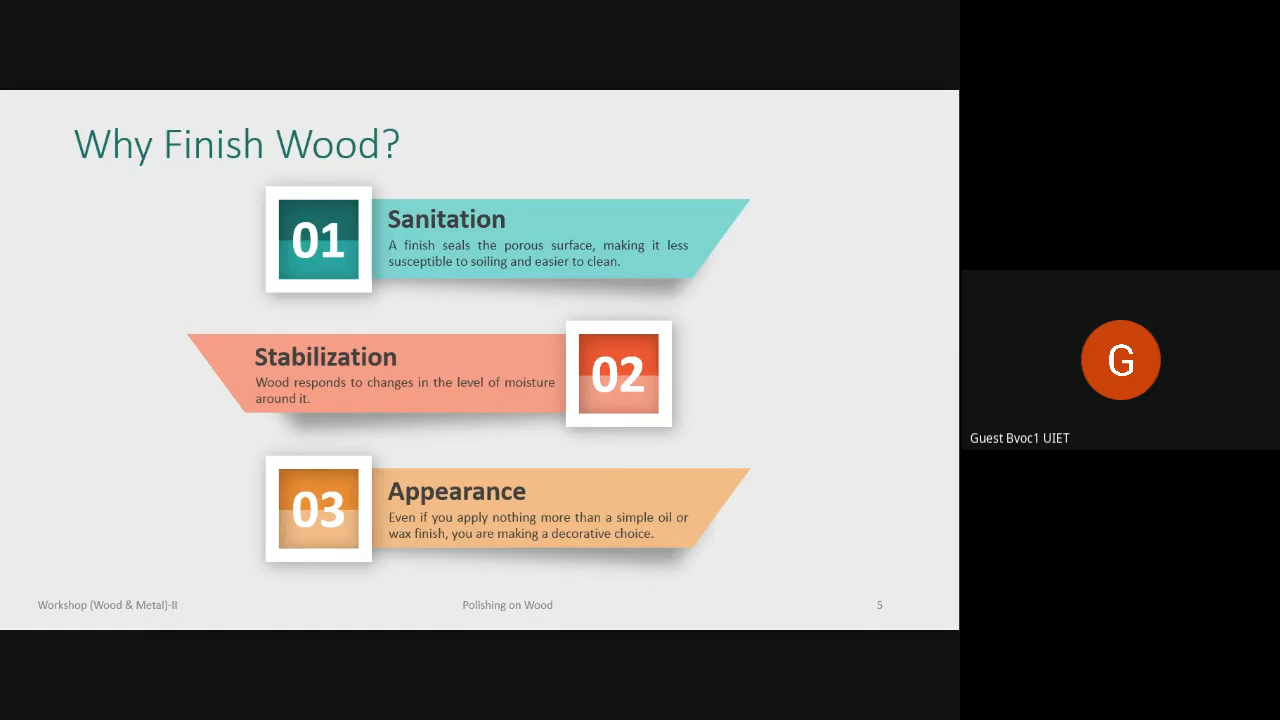 Why Finish Wood?
01
Sanitation
A finish seals the porous surface, making it less
susceptible to soiling and easier to clean.
Stabilization
Wood responds to changes in the level of moisture
around it.
02
03
Appearance
Even if you apply nothing more than a simple oil or
wax finish, you are making a decorative choice.
Workshop (Wood & Metal)-II
Polishing on Wood
5
G
Guest Bvoc1 UIET